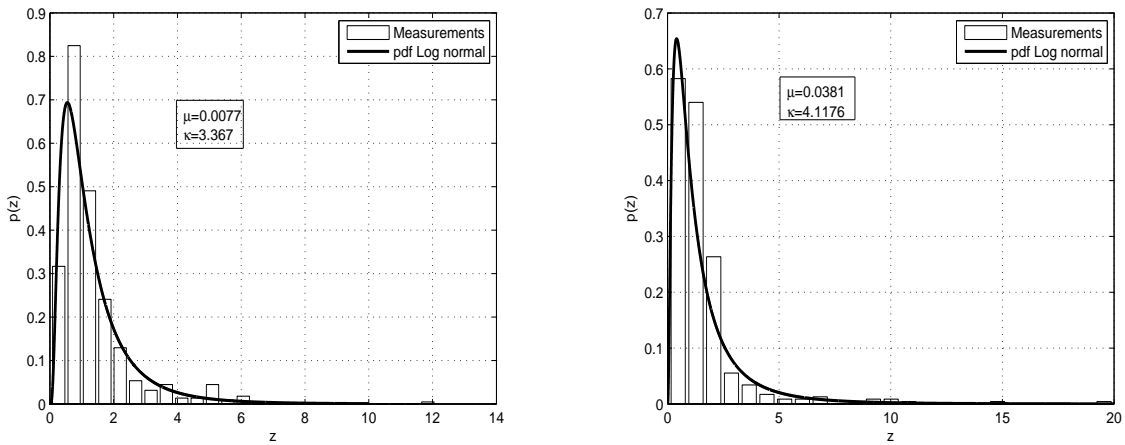 0.9
0.8
0.7
0.6
0.5
0.4
0.3
0.2
0.1
0
p(z)
0 2 4 6 8 10 12 14
z
Measurements
pdf Log normal
μ=0.0077
κ=3.367
0.7
0.6
0.5
0.4
0.3
0.2
0.1
0
p(z)
0 5 10 15 20
z
Measurements
pdf Log normal
μ=0.0381
κ=4.1176